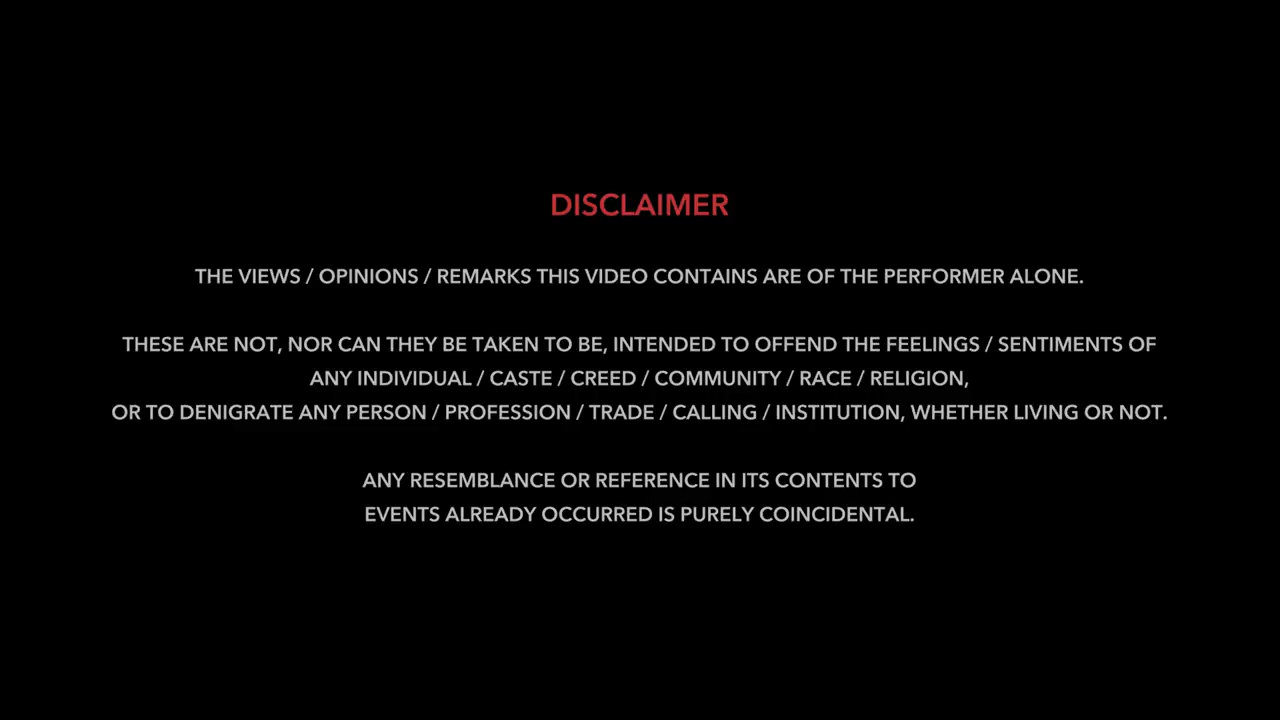 DISCLAIMER
THE VIEWS / OPINIONS / REMARKS THIS VIDEO CONTAINS ARE OF THE PERFORMER ALONE.
THESE ARE NOT, NOR CAN THEY BE TAKEN TO BE, INTENDED TO OFFEND THE FEELINGS / SENTIMENTS OF
ANY INDIVIDUAL / CASTE / CREED / COMMUNITY / RACE / RELIGION,
OR TO DENIGRATE ANY PERSON / PROFESSION / TRADE / CALLING / INSTITUTION, WHETHER LIVING OR NOT.
ANY RESEMBLANCE OR REFERENCE IN ITS CONTENTS TO
EVENTS ALREADY OCCURRED IS PURELY COINCIDENTAL.